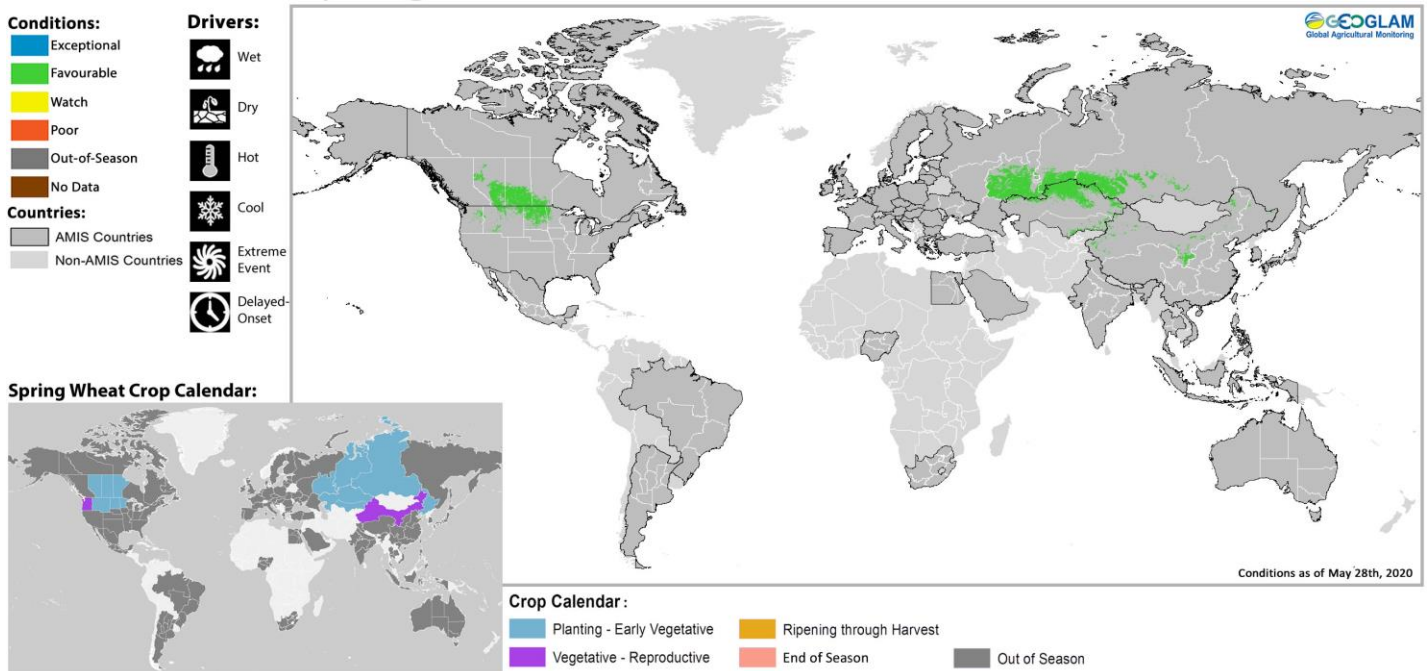 Conditions:
Exceptional
Favourable
Watch
Poor
Out-of-Season
No Data
Countries:
AMIS Countries
Non-AMIS Countries
Drivers:
Wet
Dry
Hot
Cool
Extreme
Event
Delayed-
Onset
GEOGLAM
Global Agricultural Monitoring
Conditions as of May 28th, 2020
Spring Wheat Crop Calendar:
Crop Calendar :
Planting - Early Vegetative
Vegetative - Reproductive
Ripening through Harvest
End of Season
Out of Season